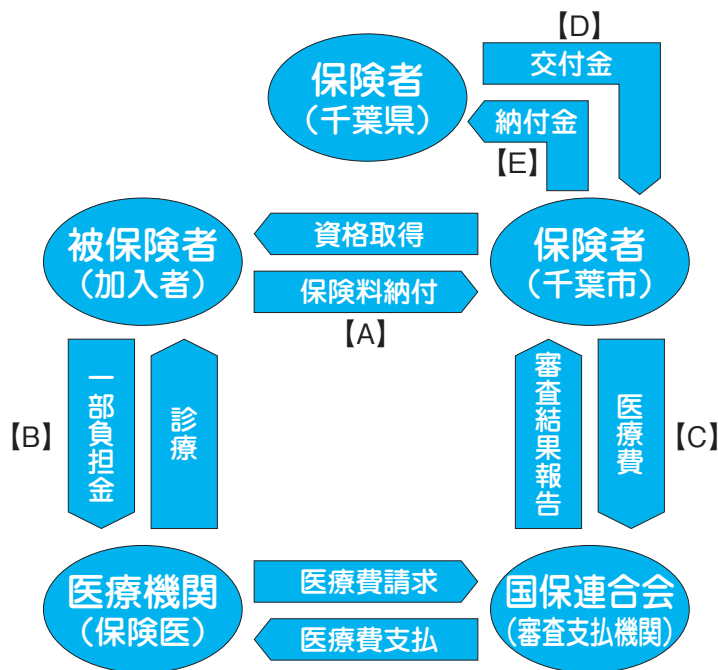 【D】
交付金
保険者
(千葉県)
納付金
【E】
被保険者
(加入者)
資格取得
保険者
(千葉市)
保険料納付
【A】
【B】
一部負担金
診療
審査結果報告
医療費
【C】
医療機関
(保険医)
医療費請求
医療費支払
国保連合会
(審査支払機関)